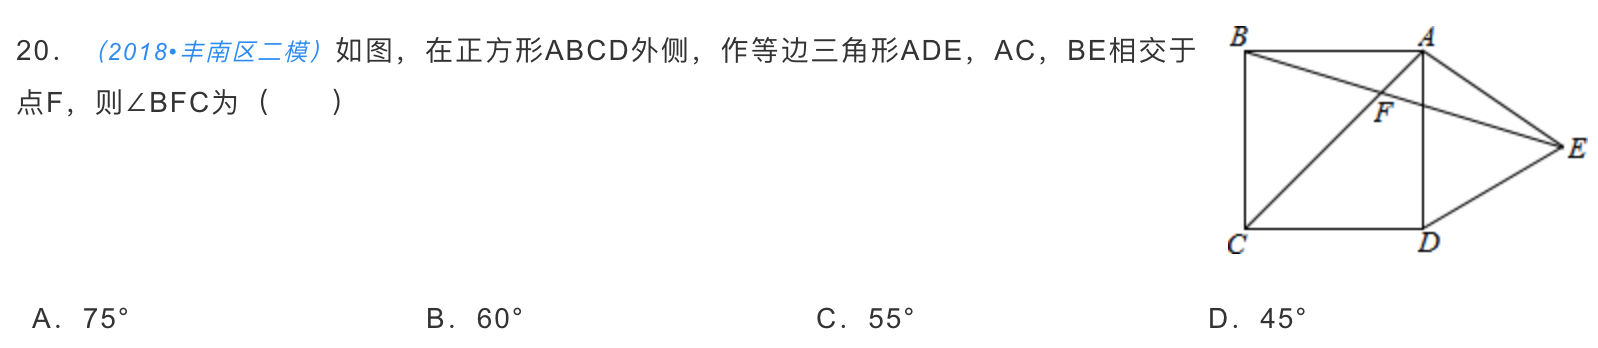 20. （2018•丰南区二模）如图，在正方形ABCD外侧，作等边三角形ADE，AC，BE相交于
点F，则∠BFC为（　　）
B
A
F
E
C
D
A．75°
B．60°
C．55°
D．45°